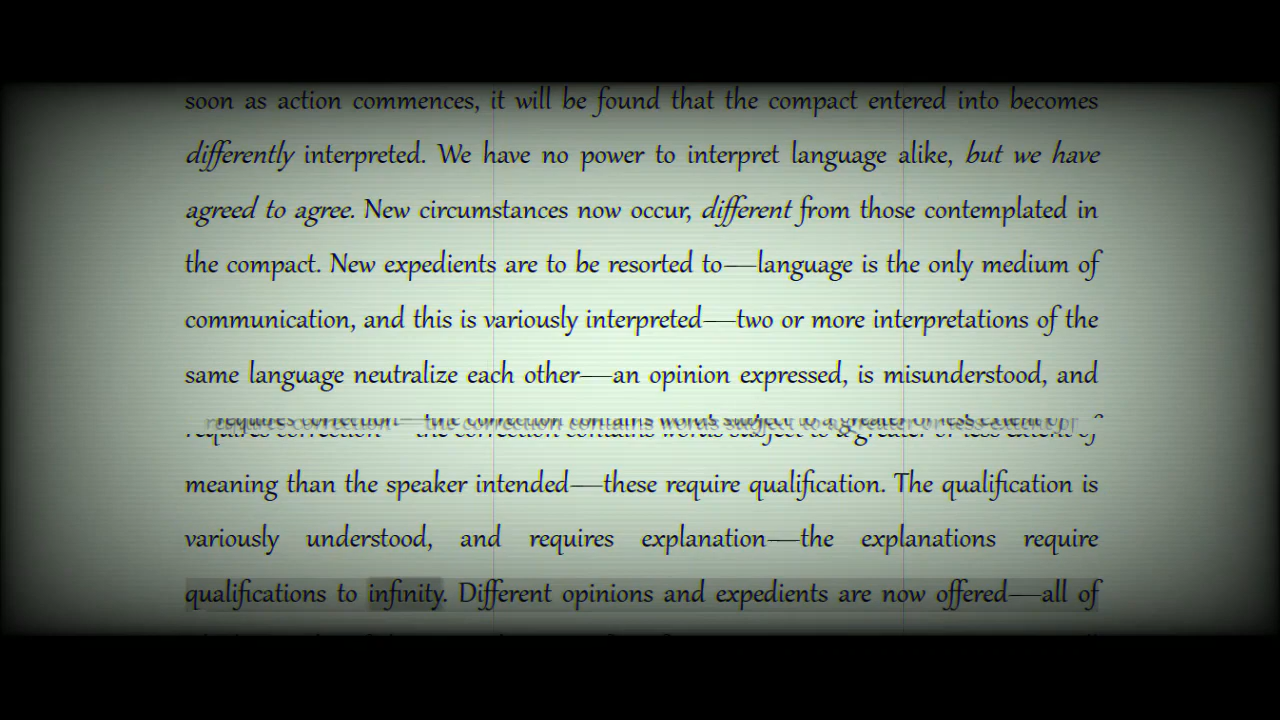 soon as action commences, it will be found that the compact entered into becomes
differently interpreted. We have no power to interpret language alike, but we have
agreed to agree. New circumstances now occur, different from those contemplated in
the compact. New expedients are to be resorted to—language is the only medium of
communication, and this is variously interpreted—two or more interpretations of the
same language neutralize each other—an opinion expressed, is misunderstood, and
requires correction—the correction contains words subject to a greater or less extent of
meaning than the speaker intended—these require qualification. The qualification is
variously understood, and requires explanation—the explanations require
qualifications to infinity. Different opinions and expedients are now offered—all of